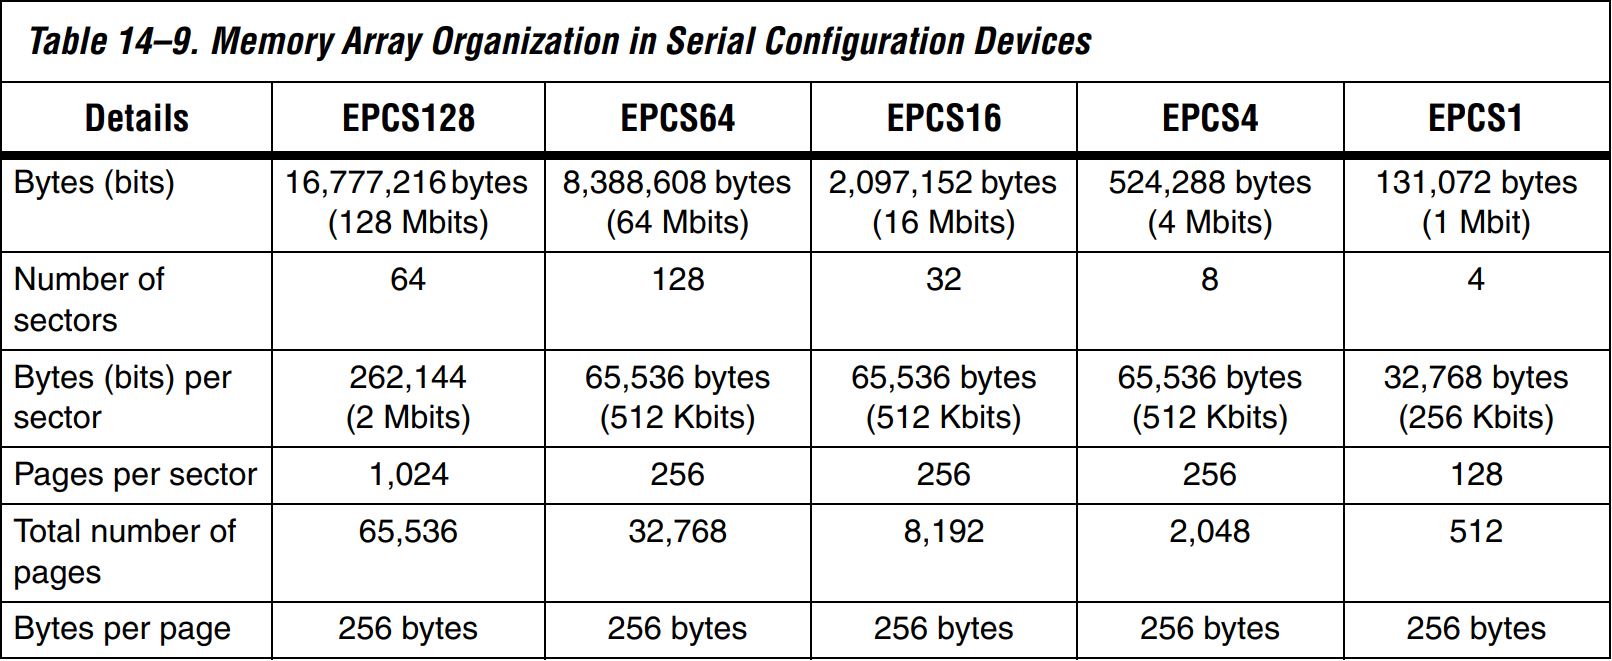 Table 14–9. Memory Array Organization in Serial Configuration Devices
Details EPCS128 EPCS64 EPCS16 EPCS4 EPCS1
Bytes (bits) 16,777,216 bytes 8,388,608 bytes 2,097,152 bytes 524,288 bytes 131,072 bytes
(128 Mbits) (64 Mbits) (16 Mbits) (4 Mbits) (1 Mbit)
Number of 64 128 32 8 4
sectors
Bytes (bits) per 262,144 65,536 bytes 65,536 bytes 65,536 bytes 32,768 bytes
sector (2 Mbits) (512 Kbits) (512 Kbits) (512 Kbits) (256 Kbits)
Pages per sector 1,024 256 256 256 128
Total number of 65,536 32,768 8,192 2,048 512
pages
Bytes per page 256 bytes 256 bytes 256 bytes 256 bytes 256 bytes